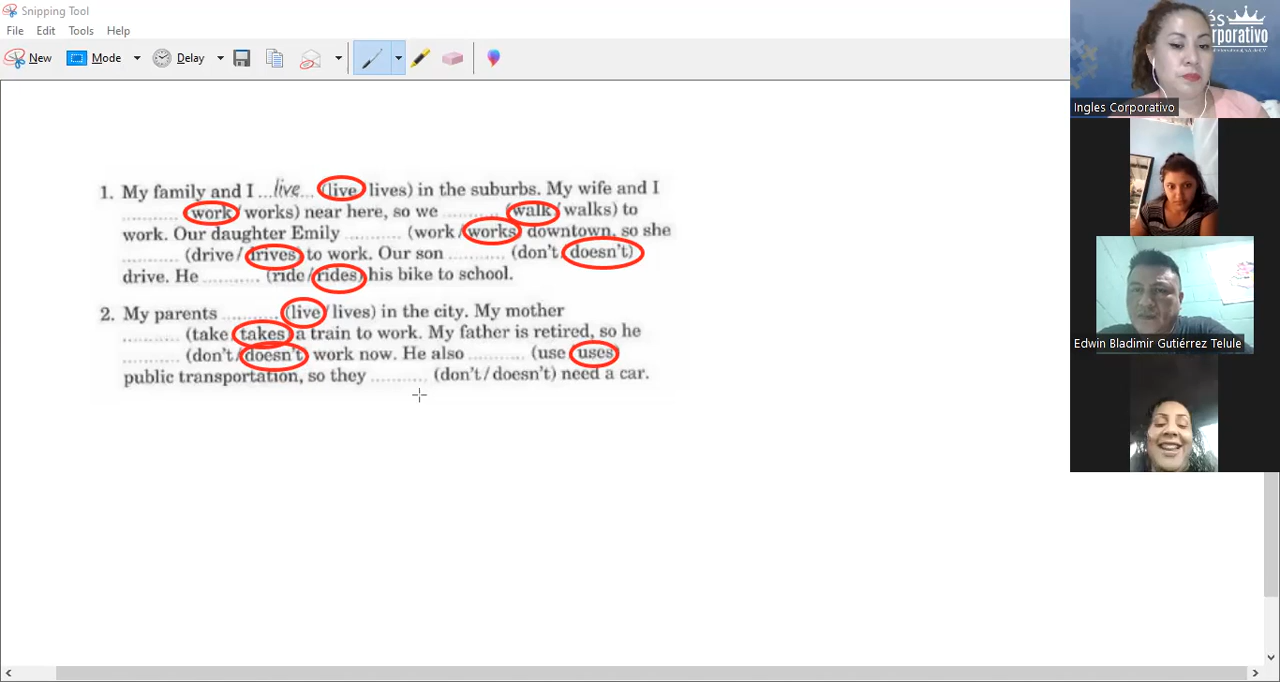 Snipping Tool
File Edit Tools Help
New Mode Delay
1. My family and I ...live... (live lives) in the suburbs. My wife and I
.......... work/works) near here, so we .......... (walk/walks) to
work. Our daughter Emily .......... (work/works) downtown, so she
.......... (drive/drives) to work. Our son .......... (don't doesn't)
drive. He .......... (ride/rides) his bike to school.
2. My parents .......... (live/lives) in the city. My mother
.......... (take takes) a train to work. My father is retired, so he
.......... (don't/doesn't) work now. He also .......... (use uses)
public transportation, so they .......... (don't/doesn't) need a car.
és
rporativo
Ingles Corporativo
Edwin Bladimir Gutiérrez Telule